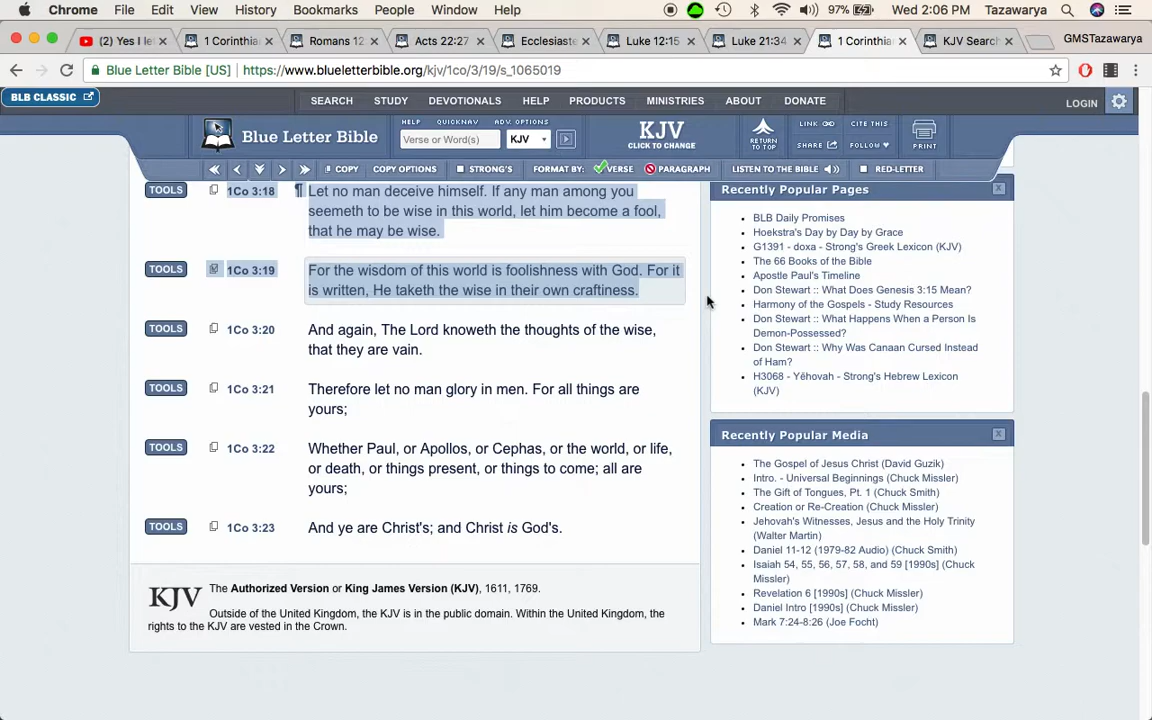 Chrome File Edit View History Bookmarks People Window Help 97% Wed 2:06 PM Tazawarya
(2) Yes I let 1 Corinthian Romans 12 Acts 22:27 Ecclesiaste Luke 12:15 Luke 21:34 1 Corinthian KJV Search GMSTazawarya
Blue Letter Bible [US] https://www.blueletterbible.org/kjv/1co/3/19/s_1065019
BLB CLASSIC SEARCH STUDY DEVOTIONALS HELP PRODUCTS MINISTRIES ABOUT DONATE LOGIN
HELP QUICKNAV ADV. OPTIONS
Blue Letter Bible Verse or Word(s) KJV
KJV
CLICK TO CHANGE
RETURN
TO TOP
LINK CITE THIS
SHARE FOLLOW PRINT
COPY COPY OPTIONS STRONG'S FORMAT BY: VERSE PARAGRAPH LISTEN TO THE BIBLE RED-LETTER
TOOLS 1Co 3:18 ¶ Let no man deceive himself. If any man among you
seemeth to be wise in this world, let him become a fool,
that he may be wise.
TOOLS 1Co 3:19 For the wisdom of this world is foolishness with God. For it
is written, He taketh the wise in their own craftiness.
TOOLS 1Co 3:20 And again, The Lord knoweth the thoughts of the wise,
that they are vain.
TOOLS 1Co 3:21 Therefore let no man glory in men. For all things are
yours;
TOOLS 1Co 3:22 Whether Paul, or Apollos, or Cephas, or the world, or life,
or death, or things present, or things to come; all are
yours;
TOOLS 1Co 3:23 And ye are Christ's; and Christ is God's.
KJV The Authorized Version or King James Version (KJV), 1611, 1769.
Outside of the United Kingdom, the KJV is in the public domain. Within the United Kingdom, the
rights to the KJV are vested in the Crown.
Recently Popular Pages
BLB Daily Promises
Hoekstra's Day by Day by Grace
G1391 - doxa - Strong's Greek Lexicon (KJV)
The 66 Books of the Bible
Apostle Paul's Timeline
Don Stewart :: What Does Genesis 3:15 Mean?
Harmony of the Gospels - Study Resources
Don Stewart :: What Happens When a Person Is
Demon-Possessed?
Don Stewart :: Why Was Canaan Cursed Instead
of Ham?
H3068 - Yĕhovah - Strong's Hebrew Lexicon
(KJV)
Recently Popular Media
The Gospel of Jesus Christ (David Guzik)
Intro. - Universal Beginnings (Chuck Missler)
The Gift of Tongues, Pt. 1 (Chuck Smith)
Creation or Re-Creation (Chuck Missler)
Jehovah's Witnesses, Jesus and the Holy Trinity
(Walter Martin)
Daniel 11-12 (1979-82 Audio) (Chuck Smith)
Isaiah 54, 55, 56, 57, 58, and 59 [1990s] (Chuck
Missler)
Revelation 6 [1990s] (Chuck Missler)
Daniel Intro [1990s] (Chuck Missler)
Mark 7:24-8:26 (Joe Focht)